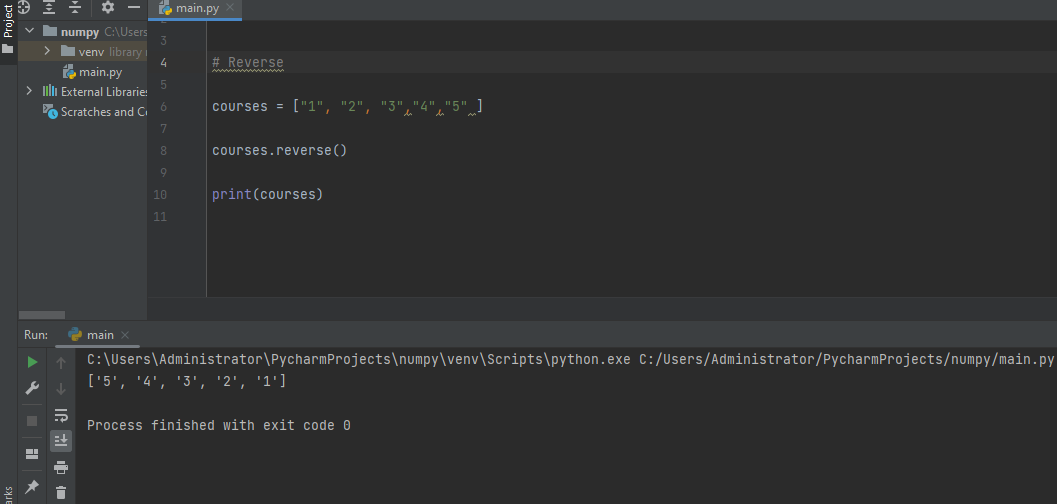 Project
main.py
numpy C:\Users
venv library
main.py
External Libraries
Scratches and Co
3
4 # Reverse
5
6 courses = ["1", "2", "3","4","5" ]
7
8 courses.reverse()
9
10 print(courses)
11
Run: main
C:\Users\Administrator\PycharmProjects\numpy\venv\Scripts\python.exe C:/Users/Administrator/PycharmProjects/numpy/main.py
['5', '4', '3', '2', '1']
Process finished with exit code 0
arks